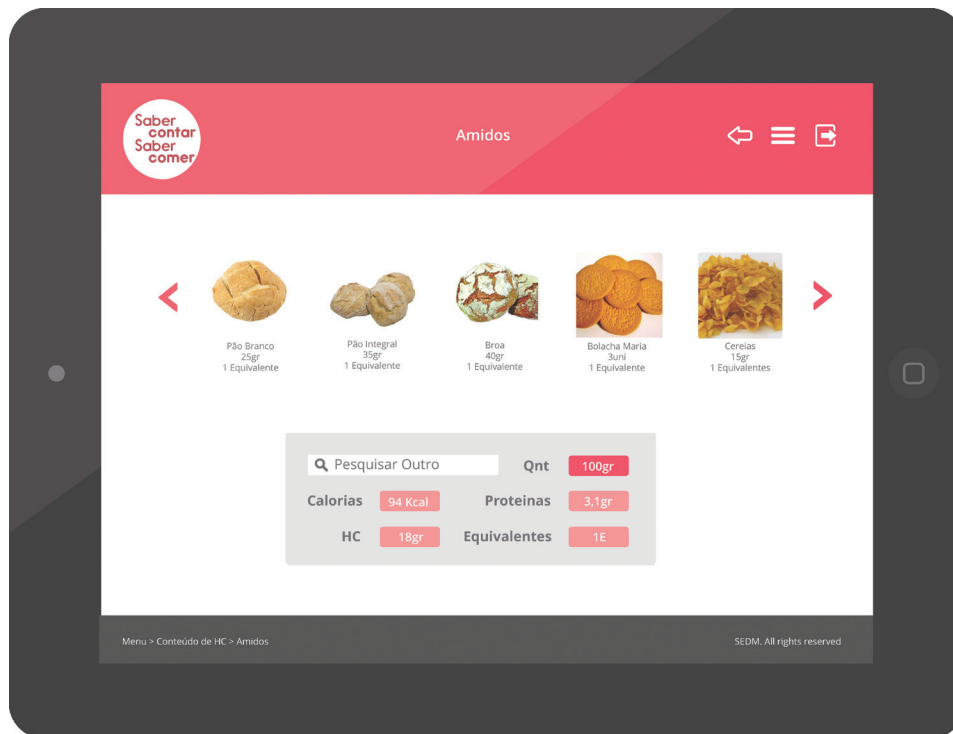 Saber
contar
Saber
comer
Amidos
Pão Branco
25gr
1 Equivalente
Pão Integral
35gr
1 Equivalente
Broa
40gr
1 Equivalente
Bolacha Maria
3uni
1 Equivalente
Cereias
15gr
1 Equivalentes
Pesquisar Outro
Qnt 100gr
Calorias 94 Kcal Proteinas 3,1gr
HC 18gr Equivalentes 1E
Menu > Conteúdo de HC > Amidos
SEDM. All rights reserved